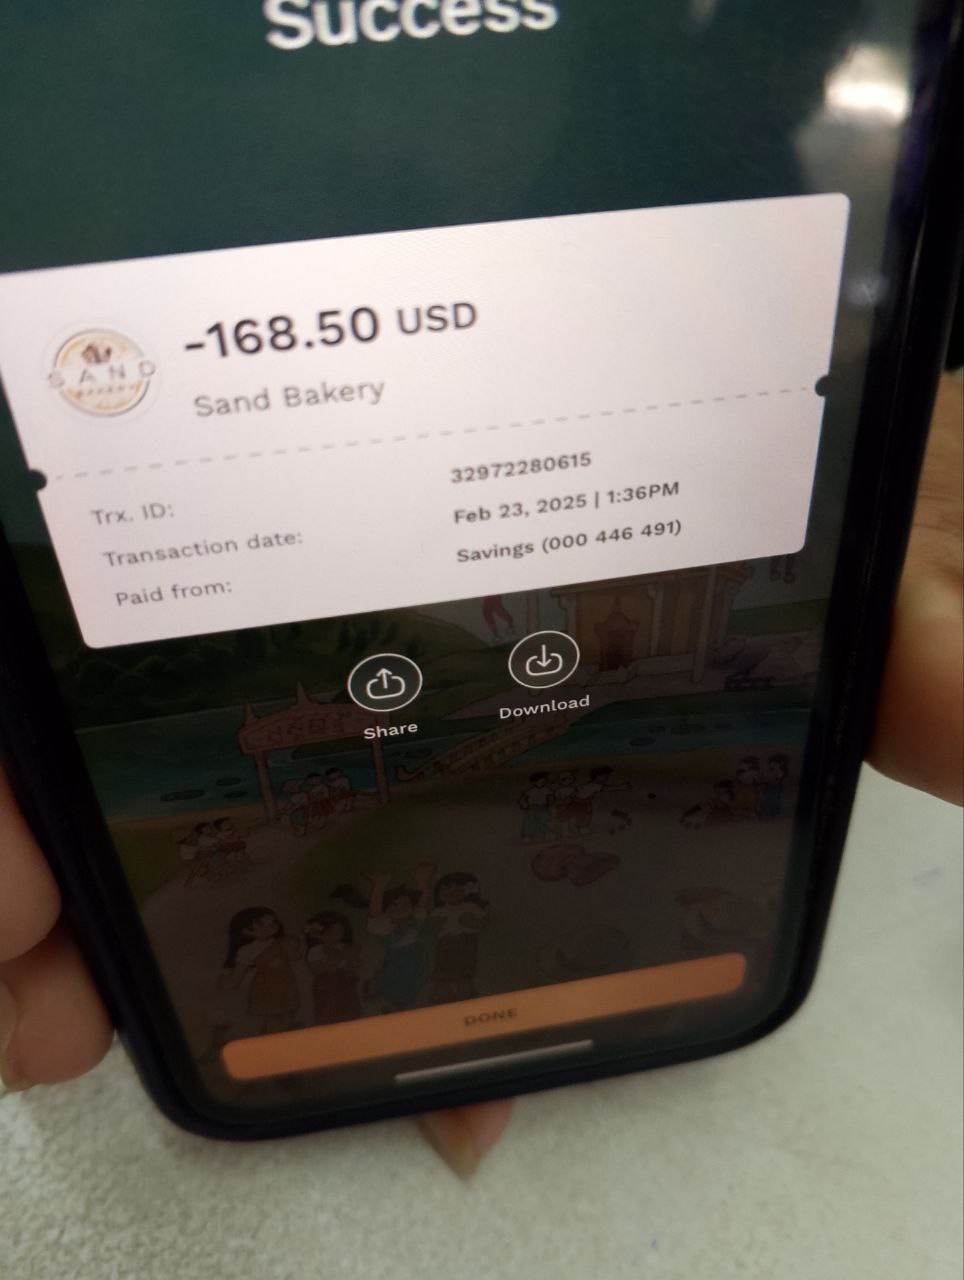 Success
-168.50 USD
SAND
Sand Bakery
Trx. ID: 32972280615
Transaction date: Feb 23, 2025 | 1:36PM
Paid from: Savings (000 446 491)
Share
Download
DONE